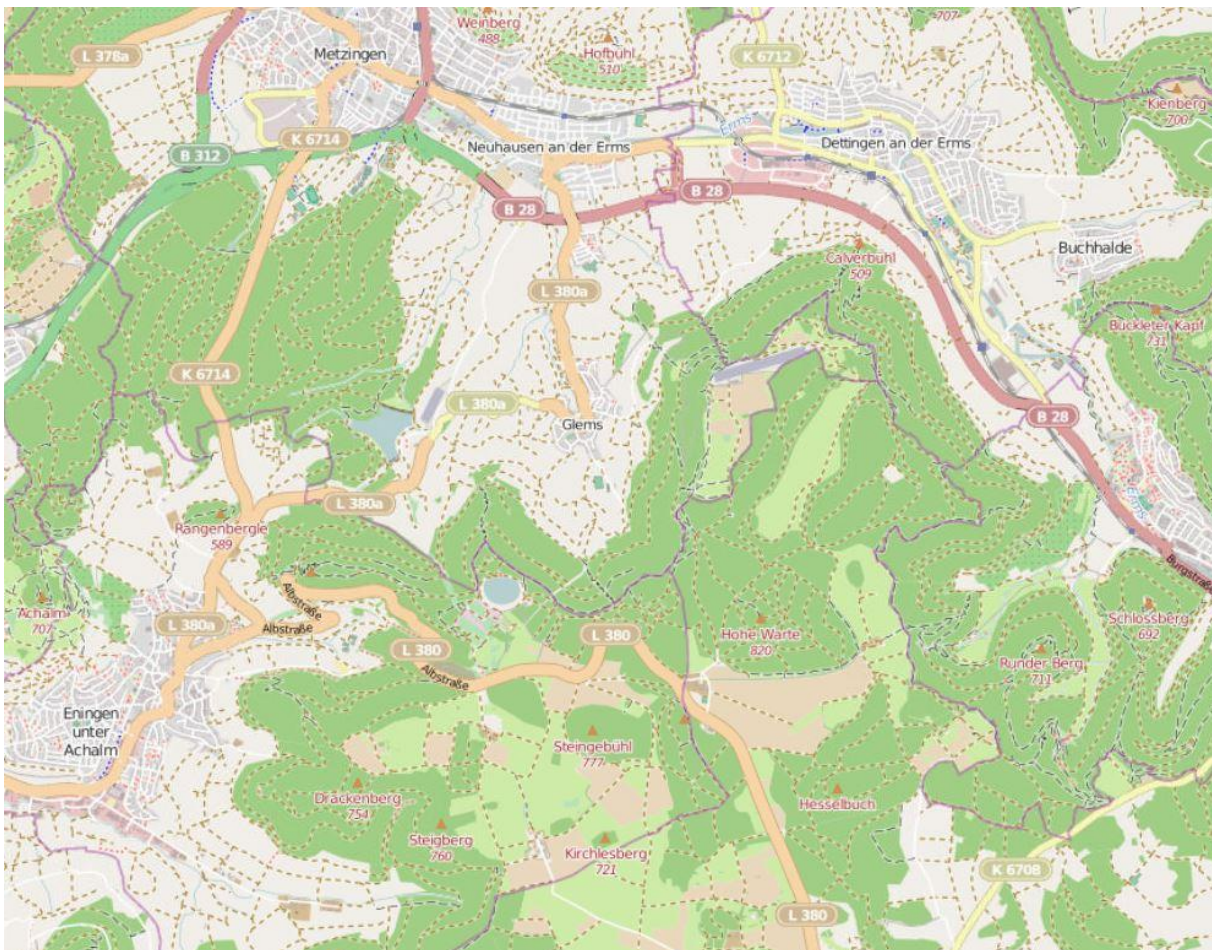 Weinberg
488
707
L 378a
Metzingen
Hofbühl
510
K 6712
Kienberg
700
K 6714
Erms
B 312
Neuhausen an der Erms
Dettingen an der Erms
B 28
B 28
Buchhalde
Calverbühl
509
L 380a
Buckleter Kapf
731
K 6714
L 380a
B 28
Glems
L 380a
Erms
Rangenbergle
589
Burgstraße
Achalm
707
Albstraße
L 380a
Albstraße
L 380
L 380
Hohe Warte
820
Schlossberg
692
Runder Berg
711
Albstraße
Eningen
unter
Achalm
Steingebühl
777
Drackenberg
754
Hesselbuch
Steigberg
760
Kirchlesberg
721
K 6708
L 380